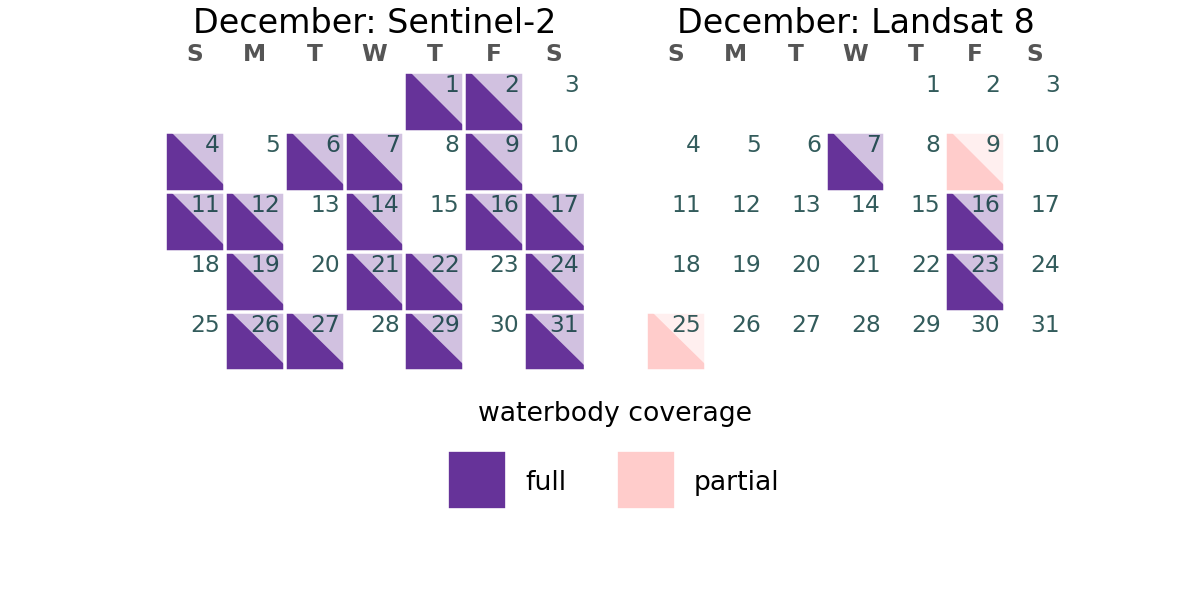 December: Sentinel-2
S M T W T F S
1 2 3
4 5 6 7 8 9 10
11 12 13 14 15 16 17
18 19 20 21 22 23 24
25 26 27 28 29 30 31
December: Landsat 8
S M T W T F S
1 2 3
4 5 6 7 8 9 10
11 12 13 14 15 16 17
18 19 20 21 22 23 24
25 26 27 28 29 30 31
waterbody coverage
full partial